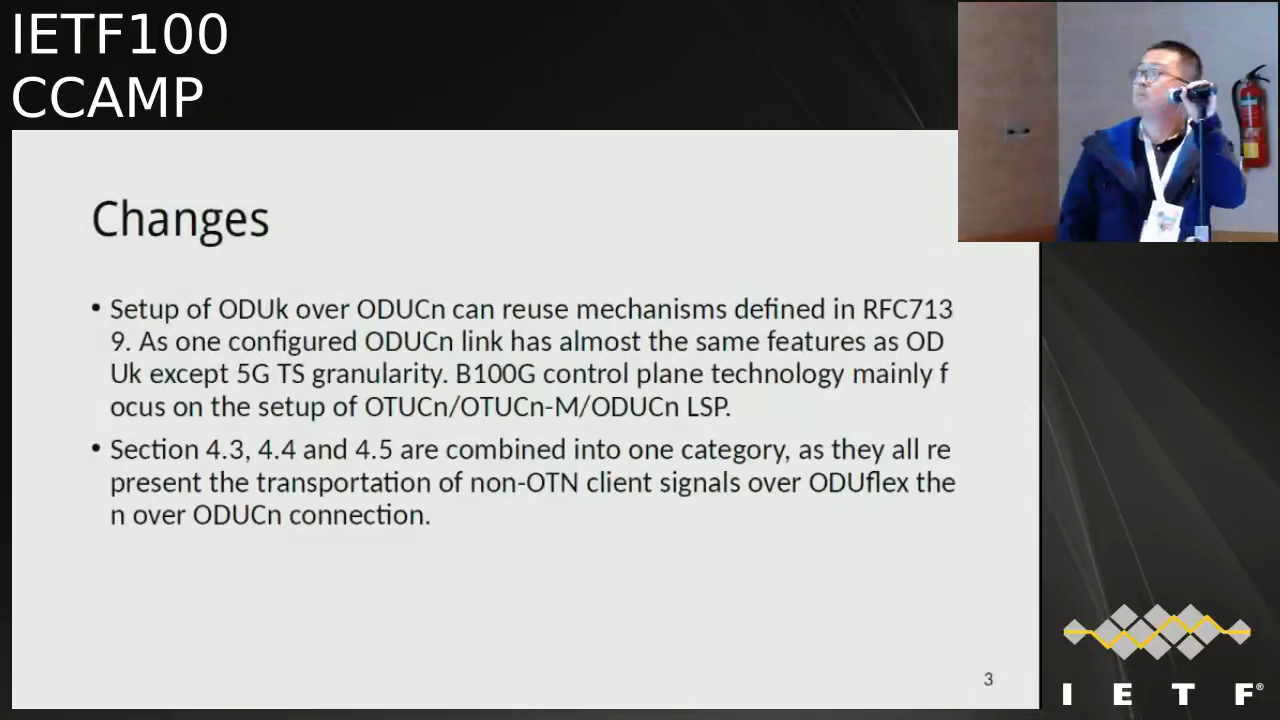 IETF100
CCAMP
Changes
• Setup of ODUk over ODUCn can reuse mechanisms defined in RFC713
9. As one configured ODUCn link has almost the same features as OD
Uk except 5G TS granularity. B100G control plane technology mainly f
ocus on the setup of OTUCn/OTUCn-M/ODUCn LSP.
• Section 4.3, 4.4 and 4.5 are combined into one category, as they all re
present the transportation of non-OTN client signals over ODUflex the
n over ODUCn connection.
3
I E T F®